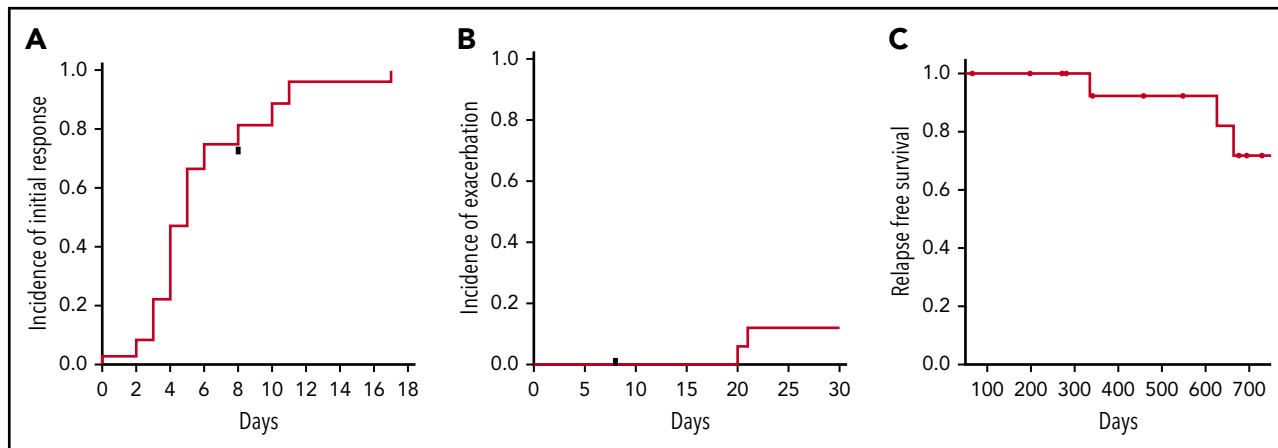 A
Incidence of initial response
1.0
0.8
0.6
0.4
0.2
0.0
0 2 4 6 8 10 12 14 16 18
Days
B
Incidence of exacerbation
1.0
0.8
0.6
0.4
0.2
0.0
0 5 10 15 20 25 30
Days
C
Relapse free survival
1.0
0.8
0.6
0.4
0.2
0.0
100 200 300 400 500 600 700
Days